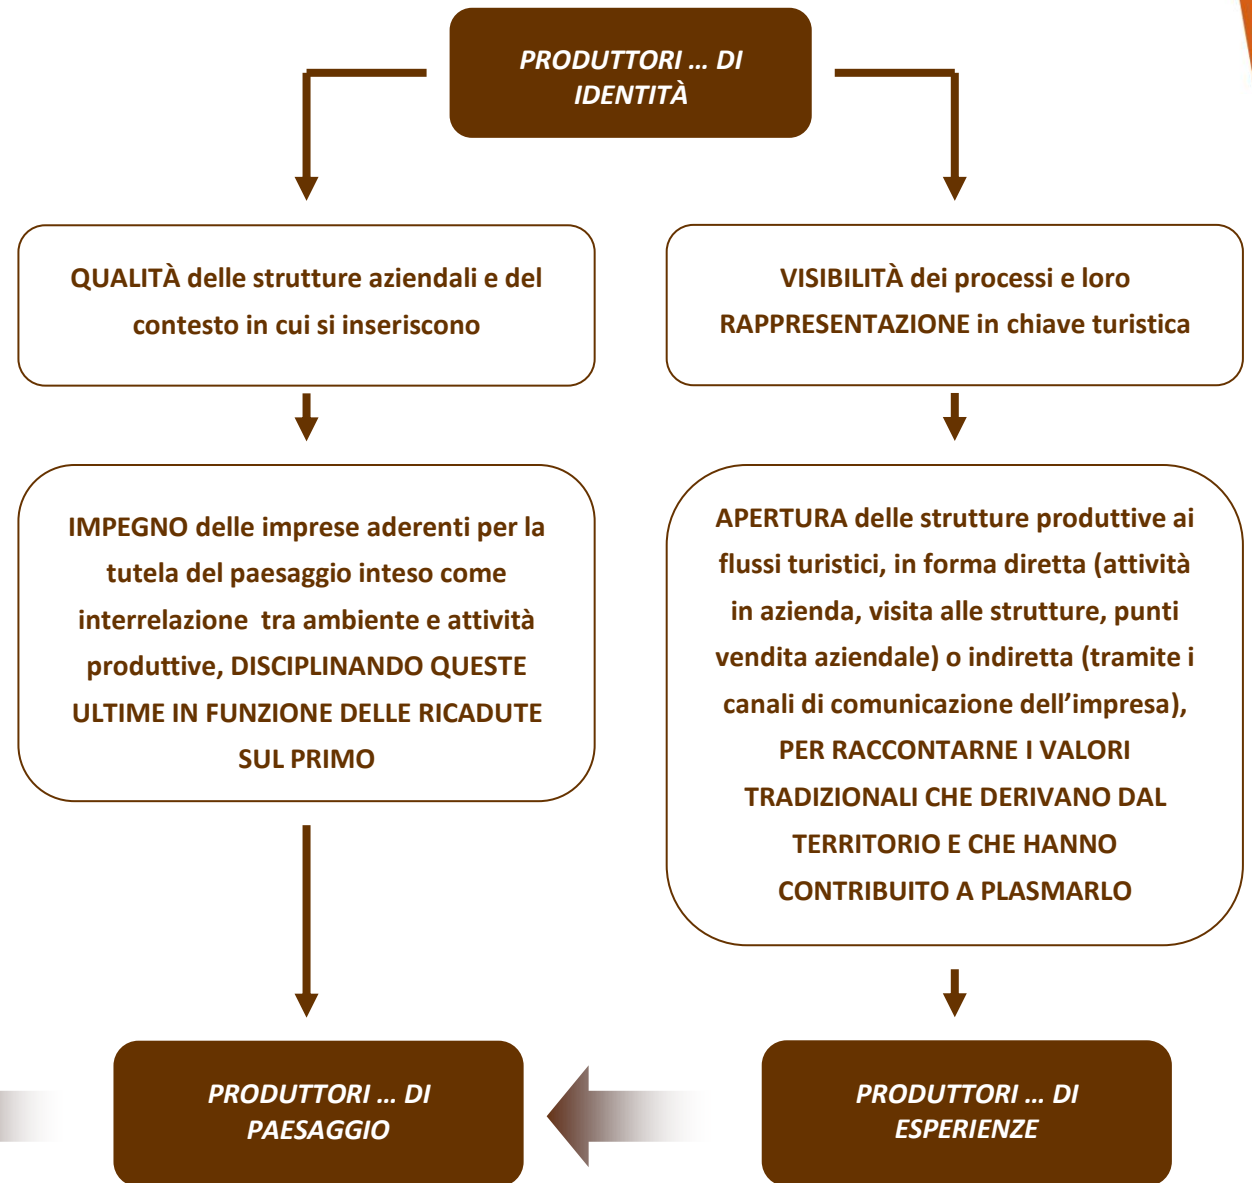 PRODUTTORI ... DI
IDENTITÀ
QUALITÀ delle strutture aziendali e del
contesto in cui si inseriscono
VISIBILITÀ dei processi e loro
RAPPRESENTAZIONE in chiave turistica
IMPEGNO delle imprese aderenti per la
tutela del paesaggio inteso come
interrelazione tra ambiente e attività
produttive, DISCIPLINANDO QUESTE
ULTIME IN FUNZIONE DELLE RICADUTE
SUL PRIMO
APERTURA delle strutture produttive ai
flussi turistici, in forma diretta (attività
in azienda, visita alle strutture, punti
vendita aziendale) o indiretta (tramite i
canali di comunicazione dell’impresa),
PER RACCONTARNE I VALORI
TRADIZIONALI CHE DERIVANO DAL
TERRITORIO E CHE HANNO
CONTRIBUITO A PLASMARLO
PRODUTTORI ... DI
PAESAGGIO
PRODUTTORI ... DI
ESPERIENZE